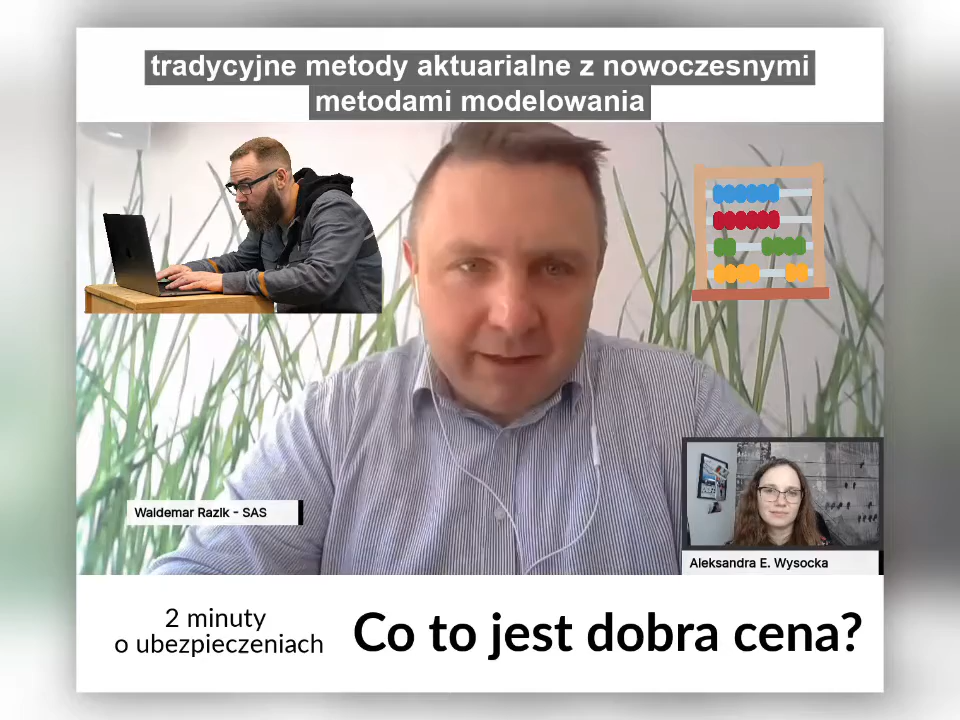 tradycyjne metody aktuarialne z nowoczesnymi
metodami modelowania
Waldemar Razik - SAS
Aleksandra E. Wysocka
2 minuty
o ubezpieczeniach
Co to jest dobra cena?